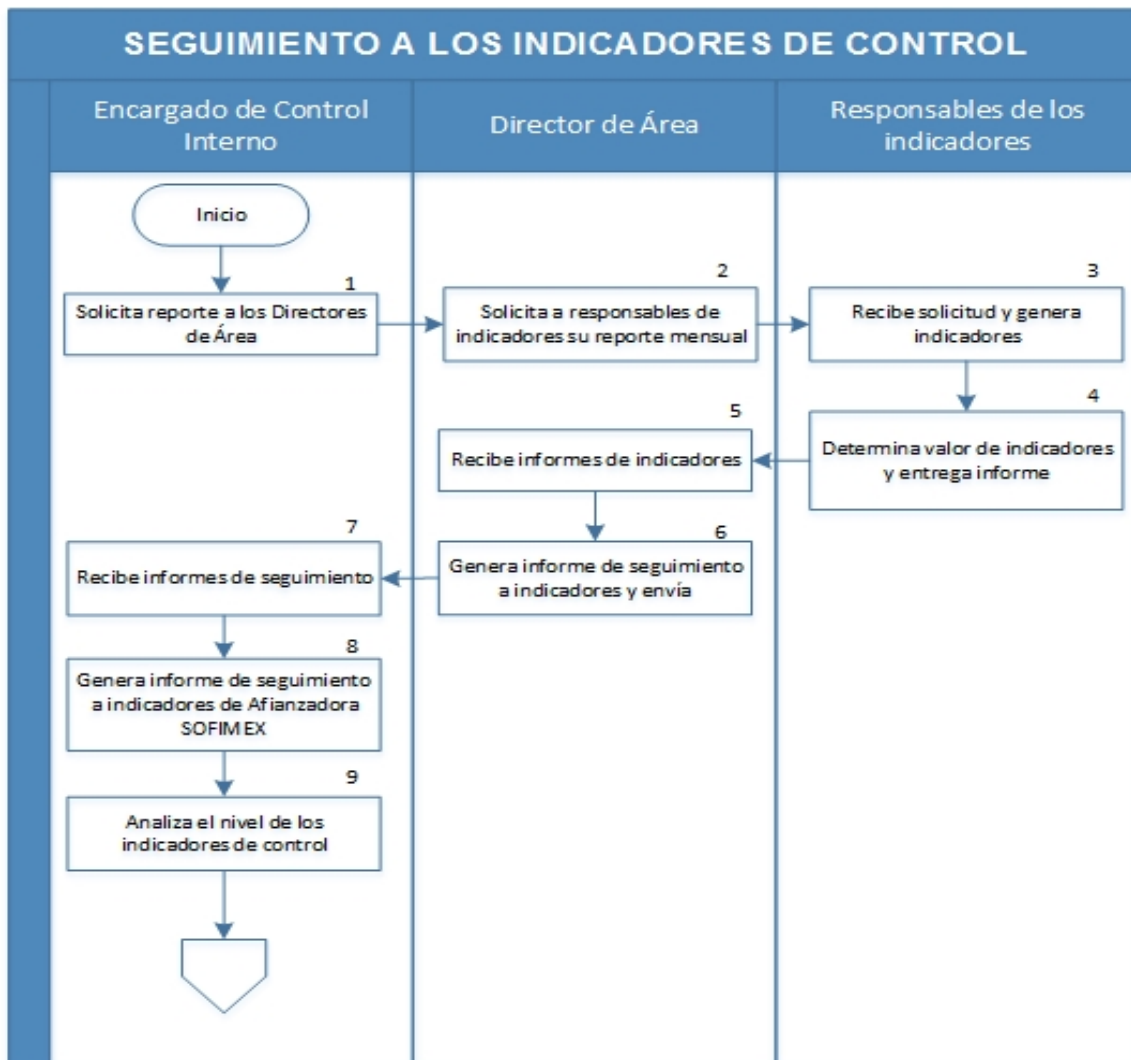 SEGUIMIENTO A LOS INDICADORES DE CONTROL
Encargado de Control
Interno
Director de Área
Responsables de los
indicadores
Inicio
1
Solicita reporte a los Directores
de Área
2
Solicita a responsables de
indicadores su reporte mensual
3
Recibe solicitud y genera
indicadores
4
Determina valor de indicadores
y entrega informe
5
Recibe informes de indicadores
6
Genera informe de seguimiento
a indicadores y envía
7
Recibe informes de seguimiento
8
Genera informe de seguimiento
a indicadores de Afianzadora
SOFIMEX
9
Analiza el nivel de los
indicadores de control